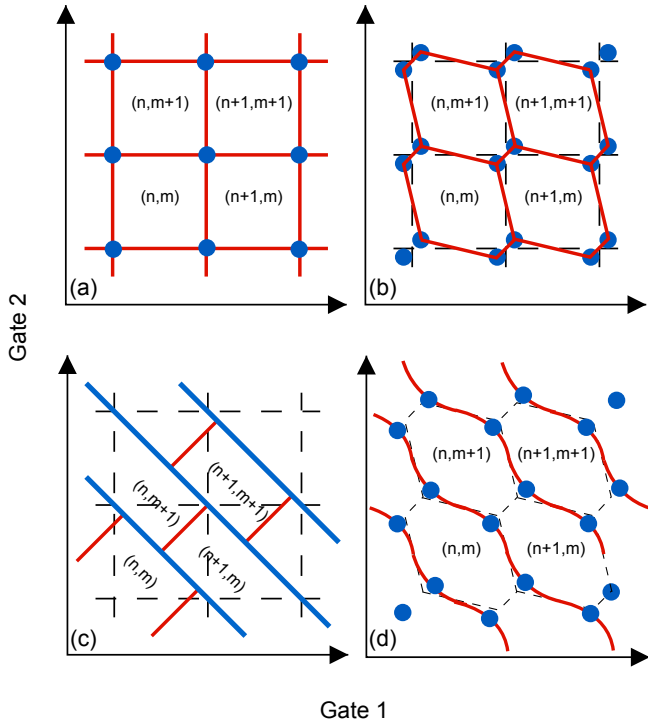 (n,m+1) (n+1,m+1)
(n,m) (n+1,m)
(a)
(n,m+1) (n+1,m+1)
(n,m) (n+1,m)
(b)
Gate 2
(n,m+1) (n+1,m+1)
(n,m) (n+1,m)
(c)
(n,m+1) (n+1,m+1)
(n,m) (n+1,m)
(d)
Gate 1